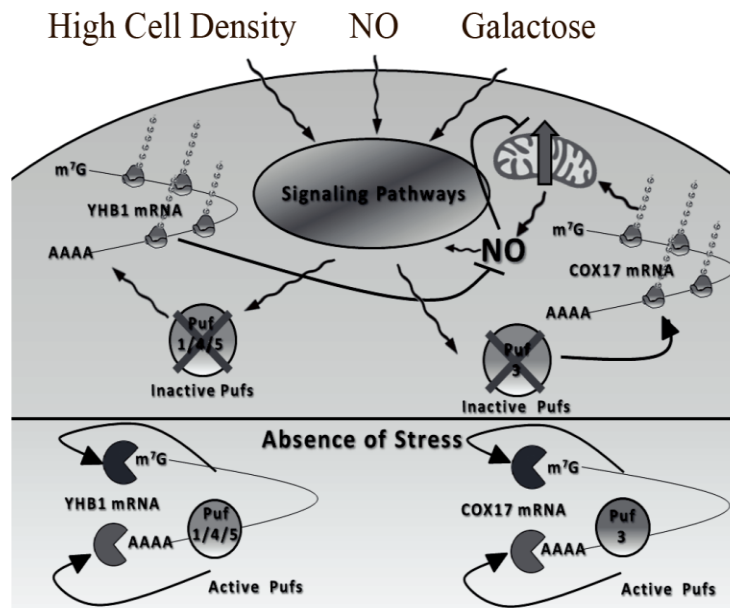 High Cell Density NO Galactose
Signaling Pathways
m⁷G
YHB1 mRNA
AAAA
NO
m⁷G
COX17 mRNA
AAAA
Puf
1/4/5
Inactive Pufs
Puf
3
Inactive Pufs
Absence of Stress
m⁷G
YHB1 mRNA
AAAA
Puf
1/4/5
Active Pufs
m⁷G
COX17 mRNA
AAAA
Puf
3
Active Pufs